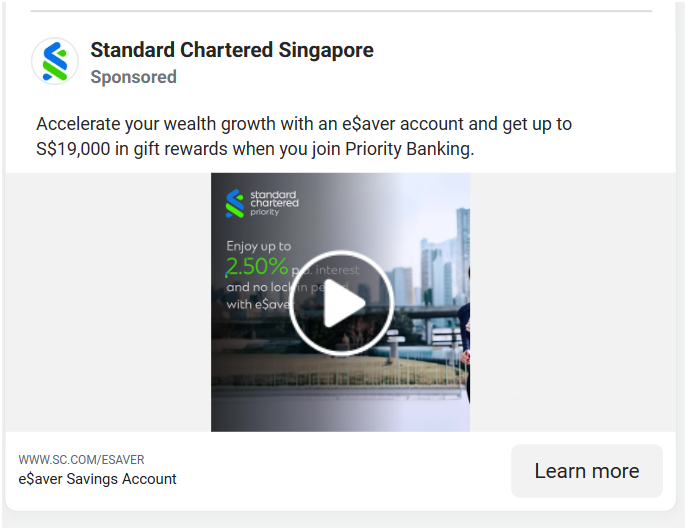 Standard Chartered Singapore
Sponsored
Accelerate your wealth growth with an e$aver account and get up to
S$19,000 in gift rewards when you join Priority Banking.
standard
chartered
priority
Enjoy up to
2.50% p.a. interest
and no lock in period
with e$aver
WWW.SC.COM/ESAVER
e$aver Savings Account
Learn more